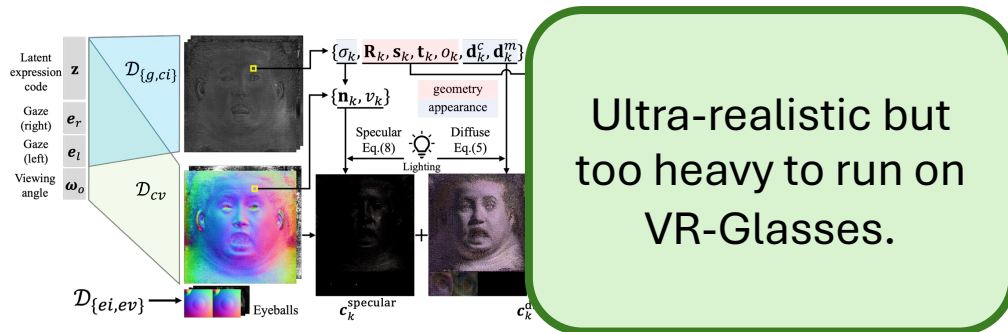 Latent
expression
code
z
Gaze
(right)
e_r
Gaze
(left)
e_l
Viewing
angle
ω_o
D_{g,ci}
D_cv
D_{ei,ev}
Eyeballs
{σ_k, R_k, s_k, t_k, o_k, d_k^c, d_k^m}
{n_k, v_k}
geometry
appearance
Specular
Eq.(8)
Diffuse
Eq.(5)
Lighting
+
c_k^specular
Ultra-realistic but
too heavy to run on
VR-Glasses.